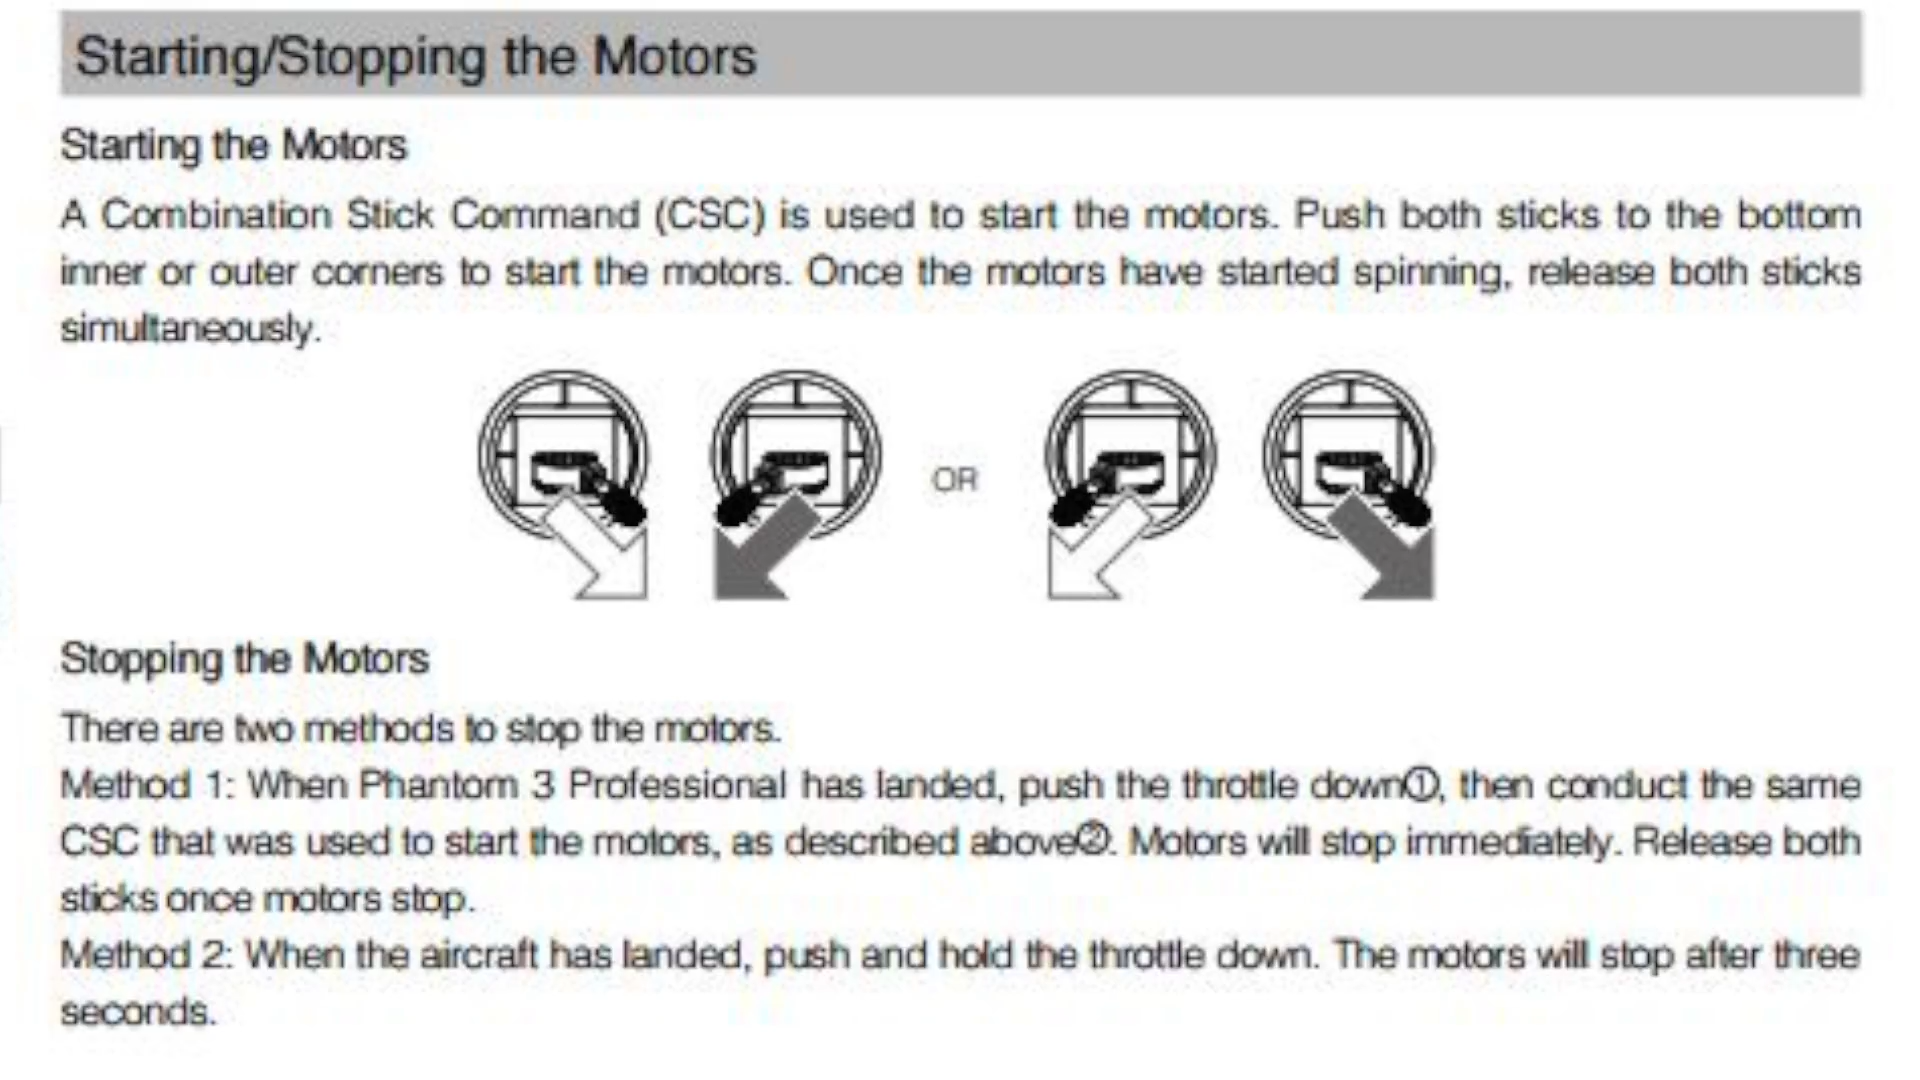 Starting/Stopping the Motors
Starting the Motors
A Combination Stick Command (CSC) is used to start the motors. Push both sticks to the bottom
inner or outer corners to start the motors. Once the motors have started spinning, release both sticks
simultaneously.
OR
Stopping the Motors
There are two methods to stop the motors.
Method 1: When Phantom 3 Professional has landed, push the throttle down①, then conduct the same
CSC that was used to start the motors, as described above②. Motors will stop immediately. Release both
sticks once motors stop.
Method 2: When the aircraft has landed, push and hold the throttle down. The motors will stop after three
seconds.